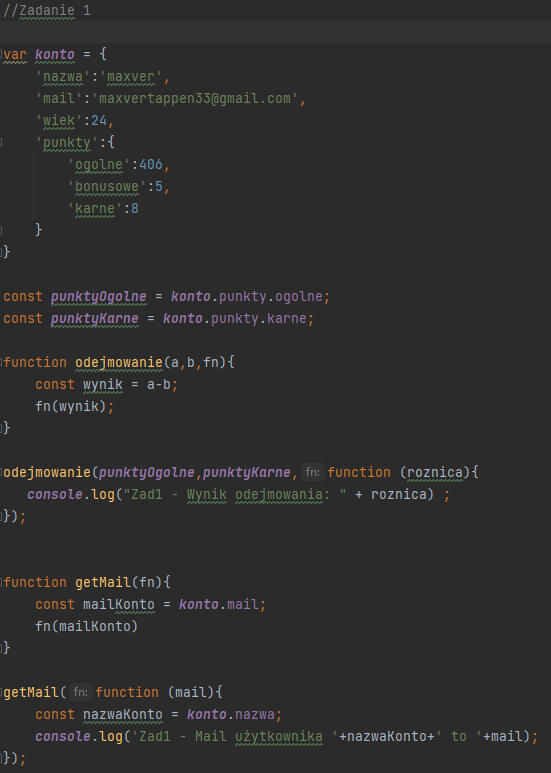 //Zadanie 1
var konto = {
'nazwa':'maxver',
'mail':'maxvertappen33@gmail.com',
'wiek':24,
'punkty':{
'ogolne':406,
'bonusowe':5,
'karne':8
}
}
const punktyOgolne = konto.punkty.ogolne;
const punktyKarne = konto.punkty.karne;
function odejmowanie(a,b,fn){
const wynik = a-b;
fn(wynik);
}
odejmowanie(punktyOgolne,punktyKarne, fn: function (roznica){
console.log("Zad1 - Wynik odejmowania: " + roznica) ;
});
function getMail(fn){
const mailKonto = konto.mail;
fn(mailKonto)
}
getMail( fn: function (mail){
const nazwaKonto = konto.nazwa;
console.log('Zad1 - Mail użytkownika '+nazwaKonto+' to '+mail);
});